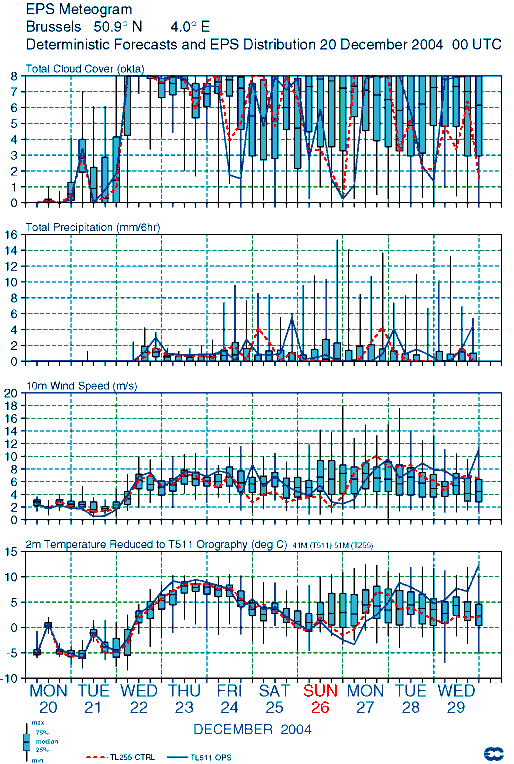 EPS Meteogram
Brussels 50.9° N 4.0° E
Deterministic Forecasts and EPS Distribution 20 December 2004 00 UTC
Total Cloud Cover (okta)
8
7
6
5
4
3
2
1
0
Total Precipitation (mm/6hr)
16
14
12
10
8
6
4
2
0
10m Wind Speed (m/s)
20
18
16
14
12
10
8
6
4
2
0
2m Temperature Reduced to T511 Orography (deg C) 41M (T511) 51M (T255)
15
10
5
0
-5
-10
MON TUE WED THU FRI SAT SUN MON TUE WED
20 21 22 23 24 25 26 27 28 29
DECEMBER 2004
max
75%
median
25%
min
TL255 CTRL TL511 OPS